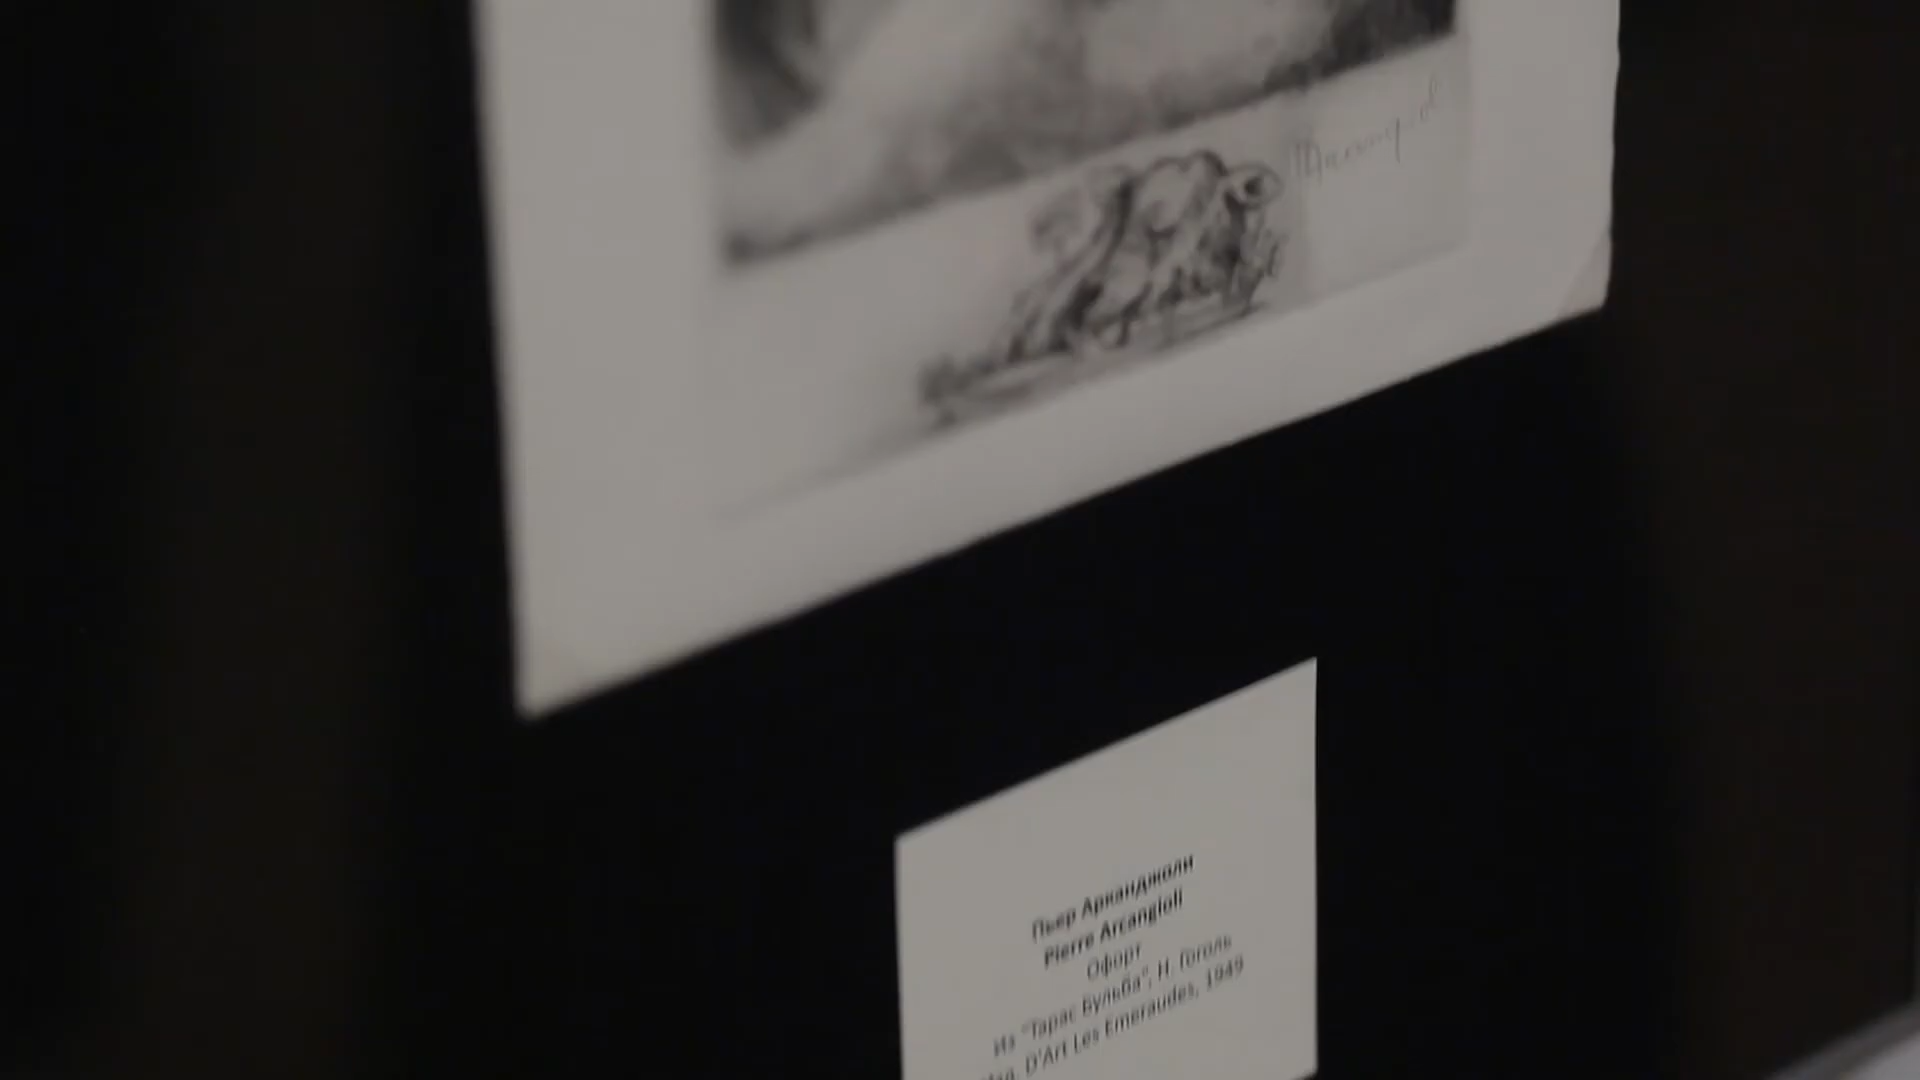 Пьер Арканджоли
Pierre Arcangioli
Офорт
Из "Тарас Бульба", Н. Гоголь
D'Art Les Emeraudes, 1949